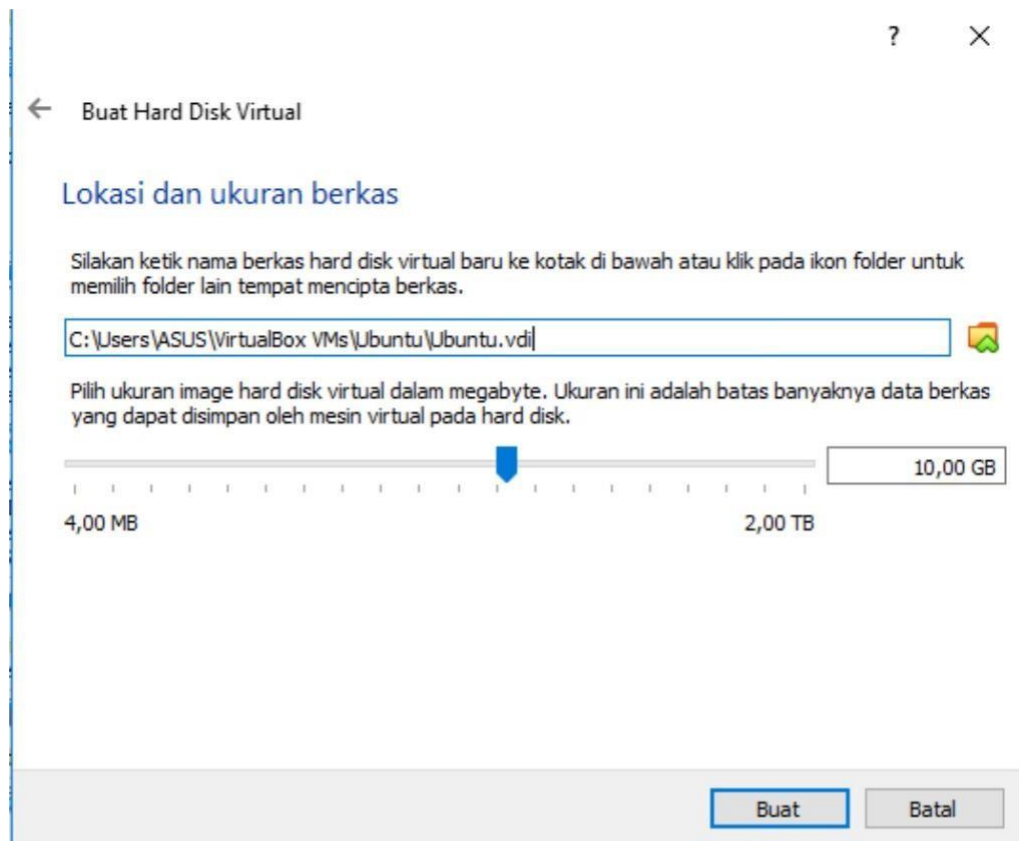 ?
Buat Hard Disk Virtual
Lokasi dan ukuran berkas
Silakan ketik nama berkas hard disk virtual baru ke kotak di bawah atau klik pada ikon folder untuk
memilih folder lain tempat mencipta berkas.
C:\Users\ASUS\VirtualBox VMs\Ubuntu\Ubuntu.vdi
Pilih ukuran image hard disk virtual dalam megabyte. Ukuran ini adalah batas banyaknya data berkas
yang dapat disimpan oleh mesin virtual pada hard disk.
10,00 GB
4,00 MB
2,00 TB
Buat
Batal